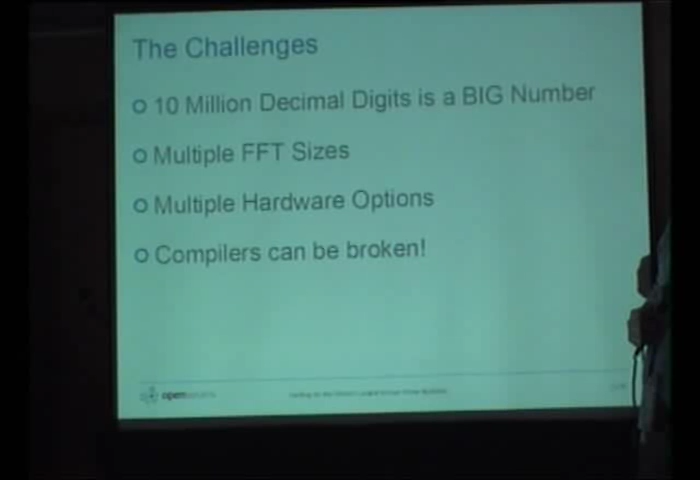 The Challenges
10 Million Decimal Digits is a BIG Number
Multiple FFT Sizes
Multiple Hardware Options
Compilers can be broken!
open